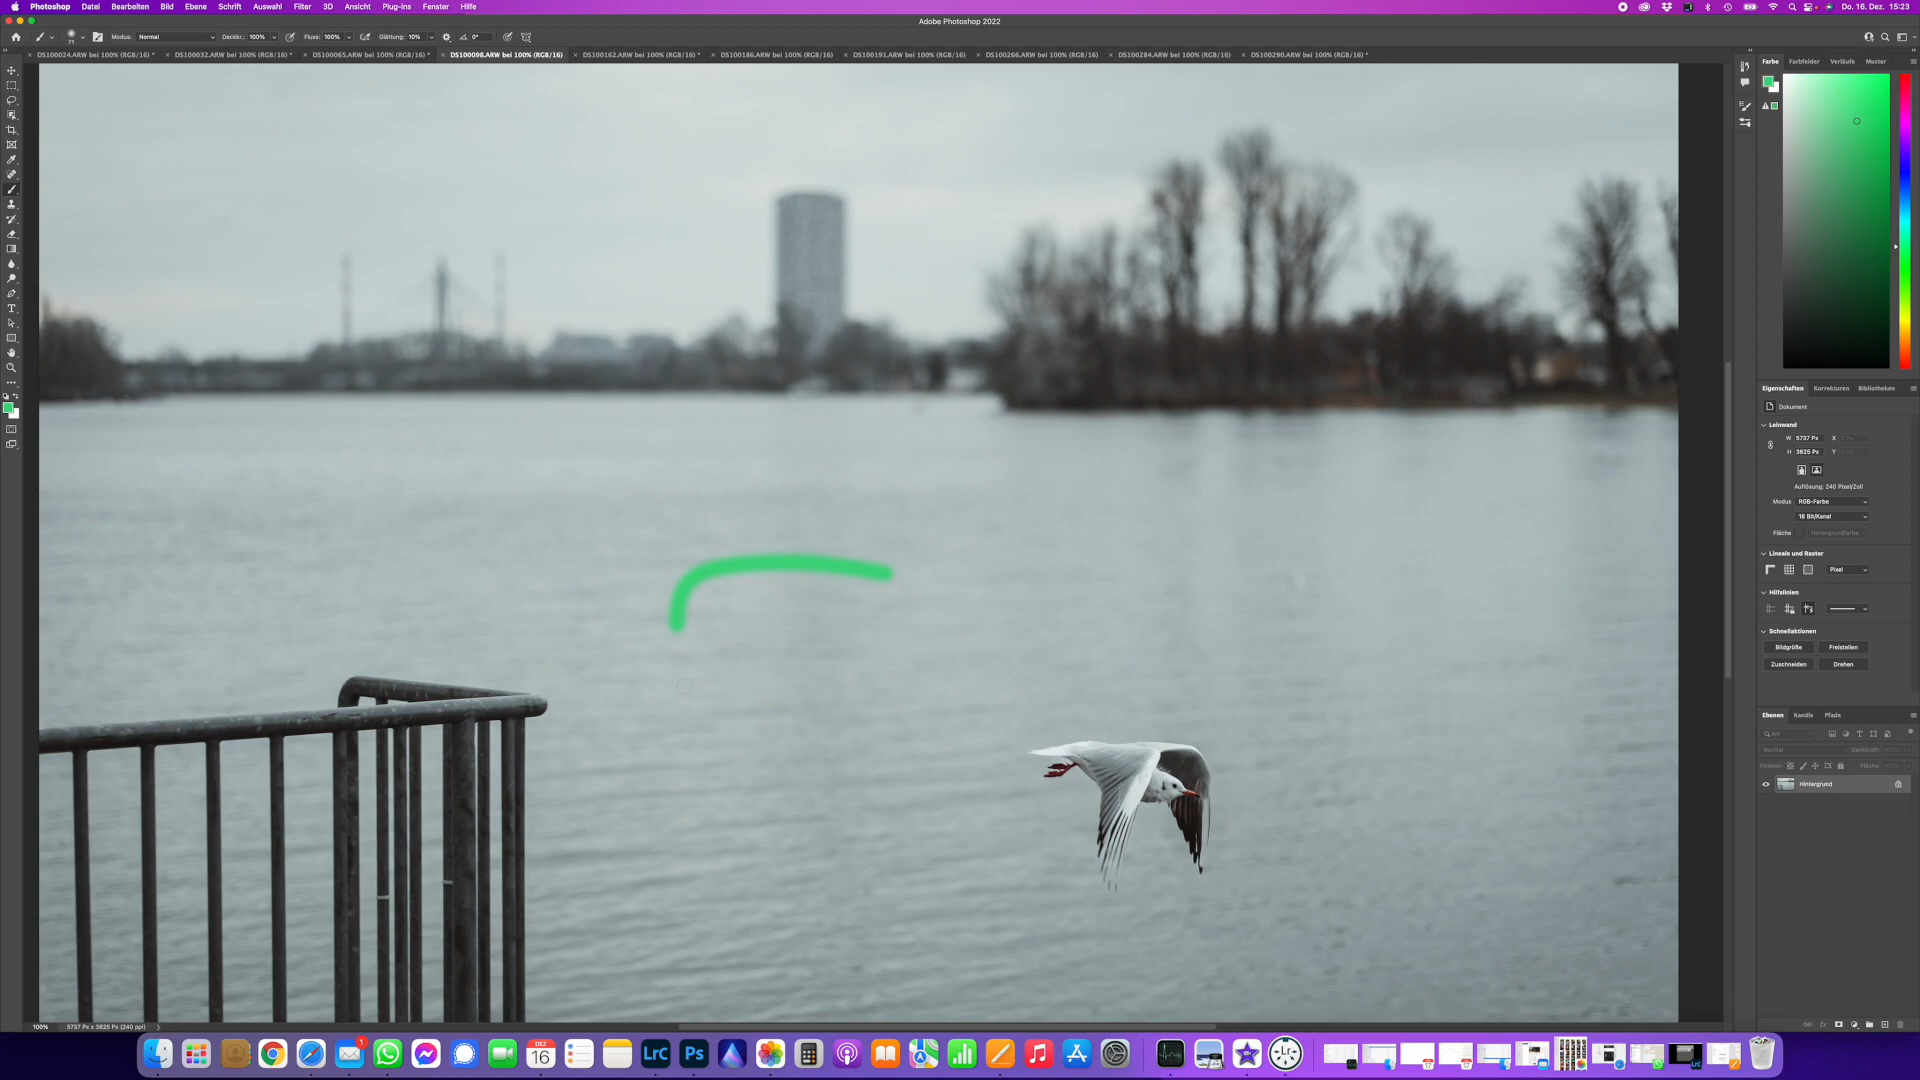 Photoshop Datei Bearbeiten Bild Ebene Schrift Auswahl Filter 3D Ansicht Plug-ins Fenster Hilfe Do. 16. Dez. 15:23
Adobe Photoshop 2022
71 Modus: Normal Deckkr.: 100% Fluss: 100% Glättung: 10% 0°
DS100024.ARW bei 100% (RGB/16) * DS100032.ARW bei 100% (RGB/16) * DS100065.ARW bei 100% (RGB/16) * DS100098.ARW bei 100% (RGB/16) DS100162.ARW bei 100% (RGB/16) * DS100186.ARW bei 100% (RGB/16) DS100191.ARW bei 100% (RGB/16) DS100266.ARW bei 100% (RGB/16) DS100284.ARW bei 100% (RGB/16) DS100290.ARW bei 100% (RGB/16) *
Farbe Farbfelder Verläufe Muster
Eigenschaften Korrekturen Bibliotheken
Dokument
Leinwand
W 5737 Px X
H 3825 Px Y
Auflösung: 240 Pixel/Zoll
Modus RGB-Farbe
16 Bit/Kanal
Fläche Hintergrundfarbe
Lineale und Raster
Pixel
Hilfslinien
Schnellaktionen
Bildgröße Freistellen
Zuschneiden Drehen
Ebenen Kanäle Pfade
Art
Normal Deckkraft: 100%
Fixieren: Fläche: 100%
Hintergrund
100% 5737 Px x 3825 Px (240 ppi)
1
DEZ
16
LrC Ps
Lr